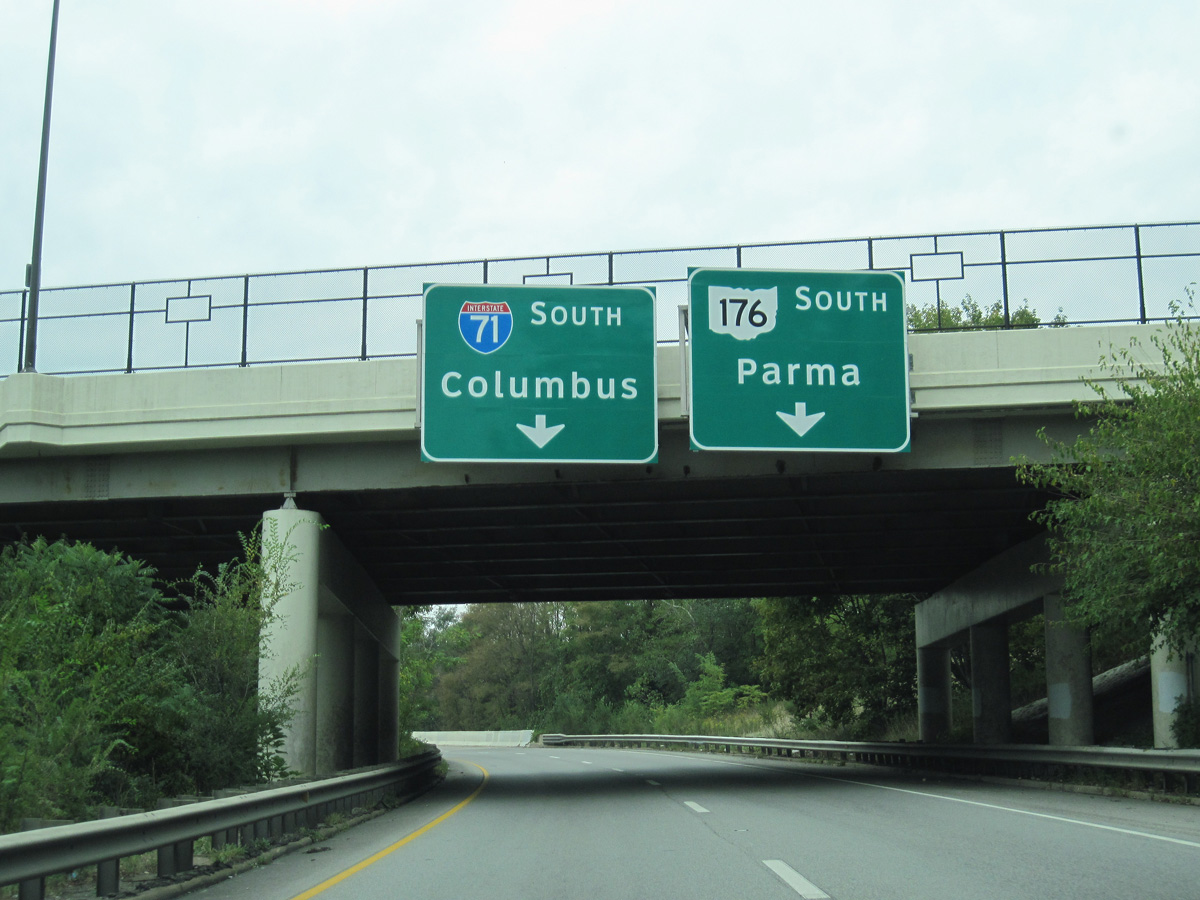 INTERSTATE
71
SOUTH
Columbus
176
SOUTH
Parma